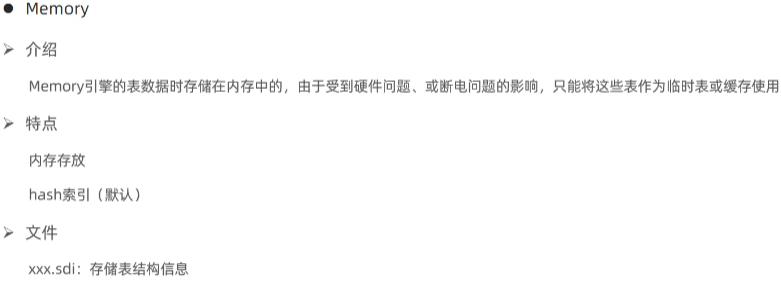 ● Memory
➢ 介绍
Memory引擎的表数据时存储在内存中的，由于受到硬件问题、或断电问题的影响，只能将这些表作为临时表或缓存使用
➢ 特点
内存存放
hash索引（默认）
➢ 文件
xxx.sdi：存储表结构信息